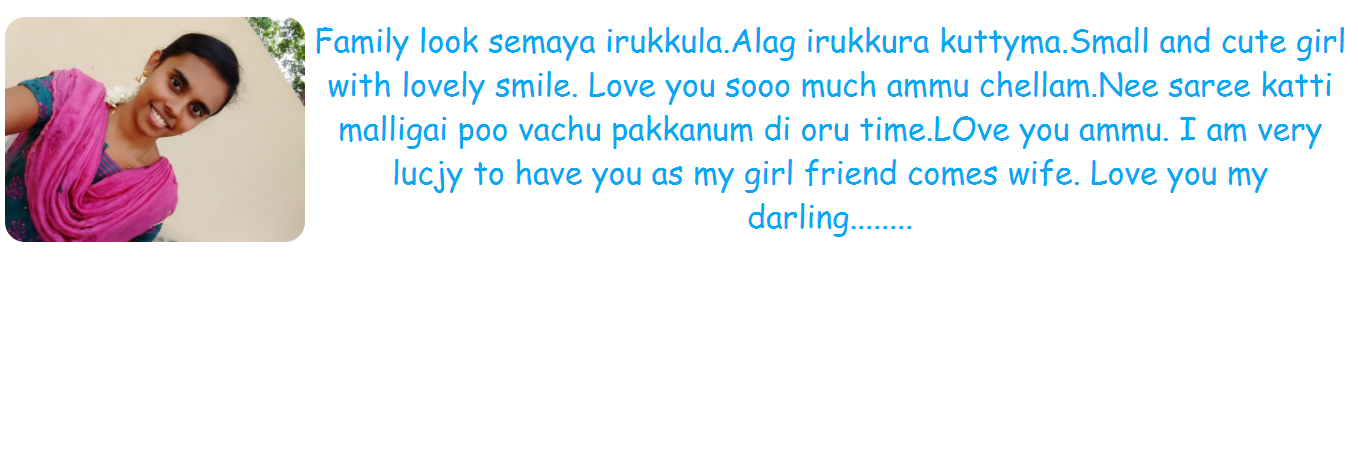 Family look semaya irukkula.Alag irukkura kuttyma.Small and cute girl
with lovely smile. Love you sooo much ammu chellam.Nee saree katti
malligai poo vachu pakkanum di oru time.LOve you ammu. I am very
lucjy to have you as my girl friend comes wife. Love you my
darling........